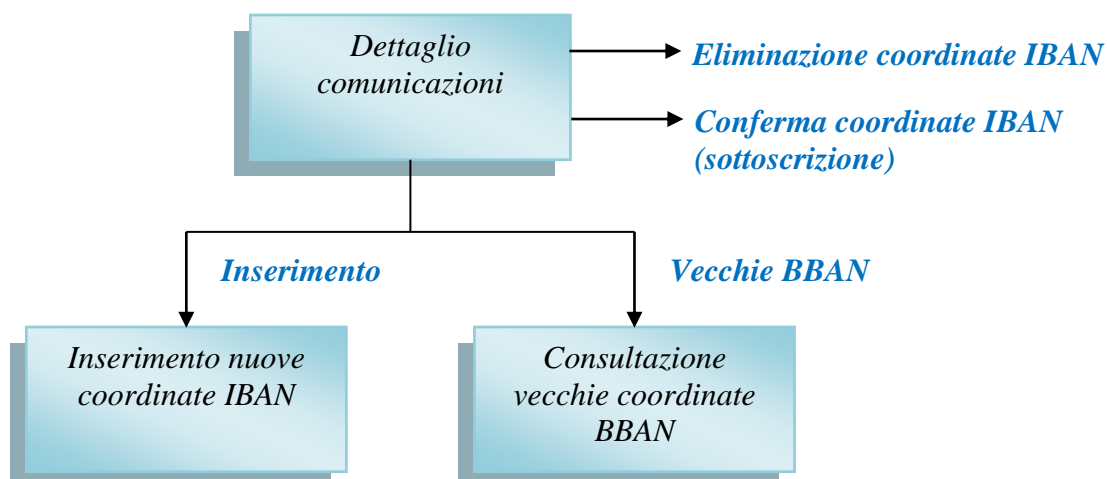 Dettaglio
comunicazioni
Eliminazione coordinate IBAN
Conferma coordinate IBAN
(sottoscrizione)
Inserimento
Vecchie BBAN
Inserimento nuove
coordinate IBAN
Consultazione
vecchie coordinate
BBAN